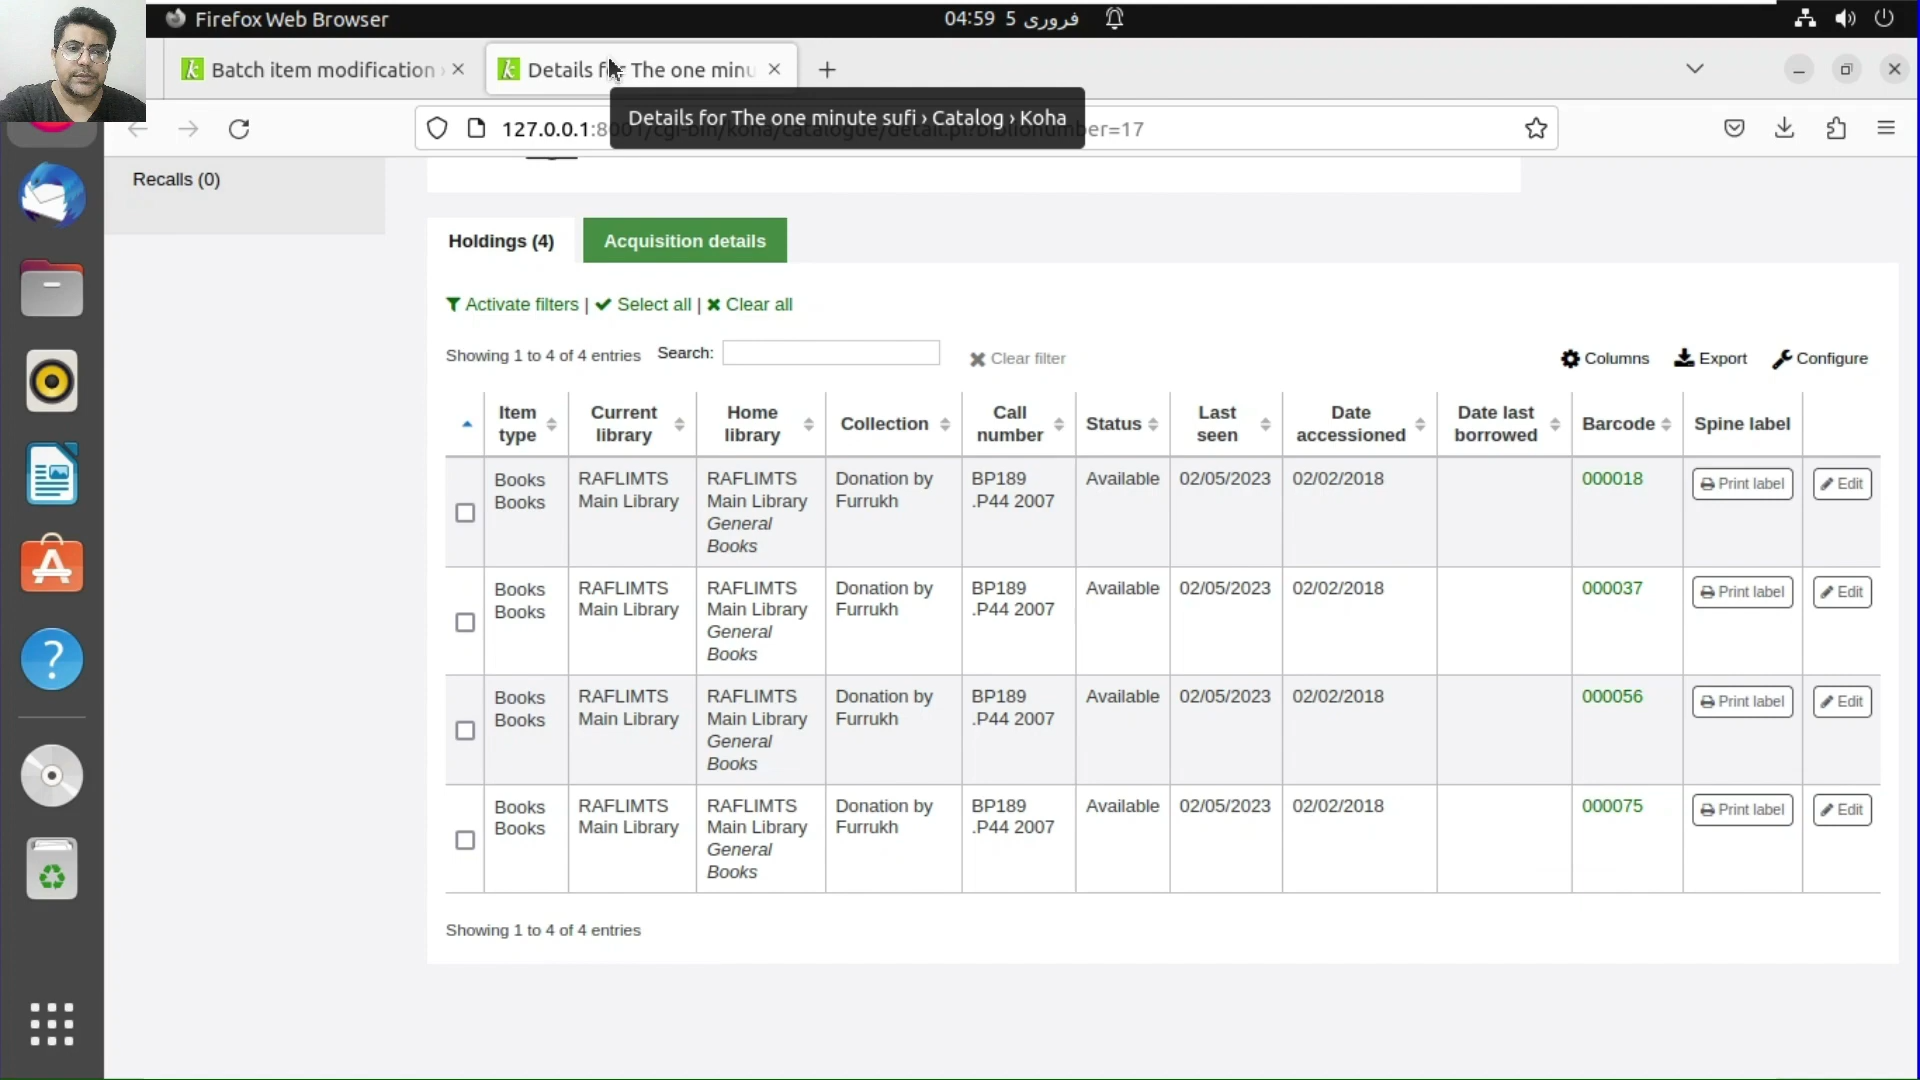 Firefox Web Browser
04:59 5 فروری
Batch item modification ›
Details f The one minu
Details for The one minute sufi › Catalog › Koha
127.0.0.1:8001/cgi-bin/koha/catalogue/detail.pl?biblionumber=17
Recalls (0)
Holdings (4)
Acquisition details
Activate filters | Select all | Clear all
Showing 1 to 4 of 4 entries Search: Clear filter
Columns Export Configure
Item type Current library Home library Collection Call number Status Last seen Date accessioned Date last borrowed Barcode Spine label
Books RAFLIMTS RAFLIMTS Donation by BP189 Available 02/05/2023 02/02/2018 000018 Print label Edit
Books Main Library Main Library Furrukh .P44 2007
General
Books
Books RAFLIMTS RAFLIMTS Donation by BP189 Available 02/05/2023 02/02/2018 000037 Print label Edit
Books Main Library Main Library Furrukh .P44 2007
General
Books
Books RAFLIMTS RAFLIMTS Donation by BP189 Available 02/05/2023 02/02/2018 000056 Print label Edit
Books Main Library Main Library Furrukh .P44 2007
General
Books
Books RAFLIMTS RAFLIMTS Donation by BP189 Available 02/05/2023 02/02/2018 000075 Print label Edit
Books Main Library Main Library Furrukh .P44 2007
General
Books
Showing 1 to 4 of 4 entries